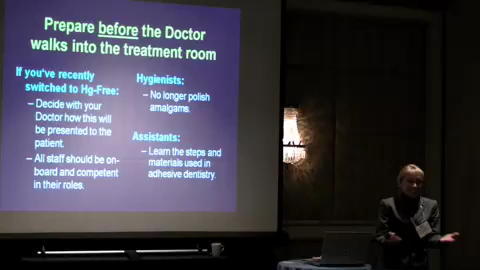 Prepare before the Doctor
walks into the treatment room
If you've recently
switched to Hg-Free:
– Decide with your
Doctor how this will
be presented to the
patient.
– All staff should be on-
board and competent
in their roles.
Hygienists:
– No longer polish
amalgams.
Assistants:
– Learn the steps and
materials used in
adhesive dentistry.